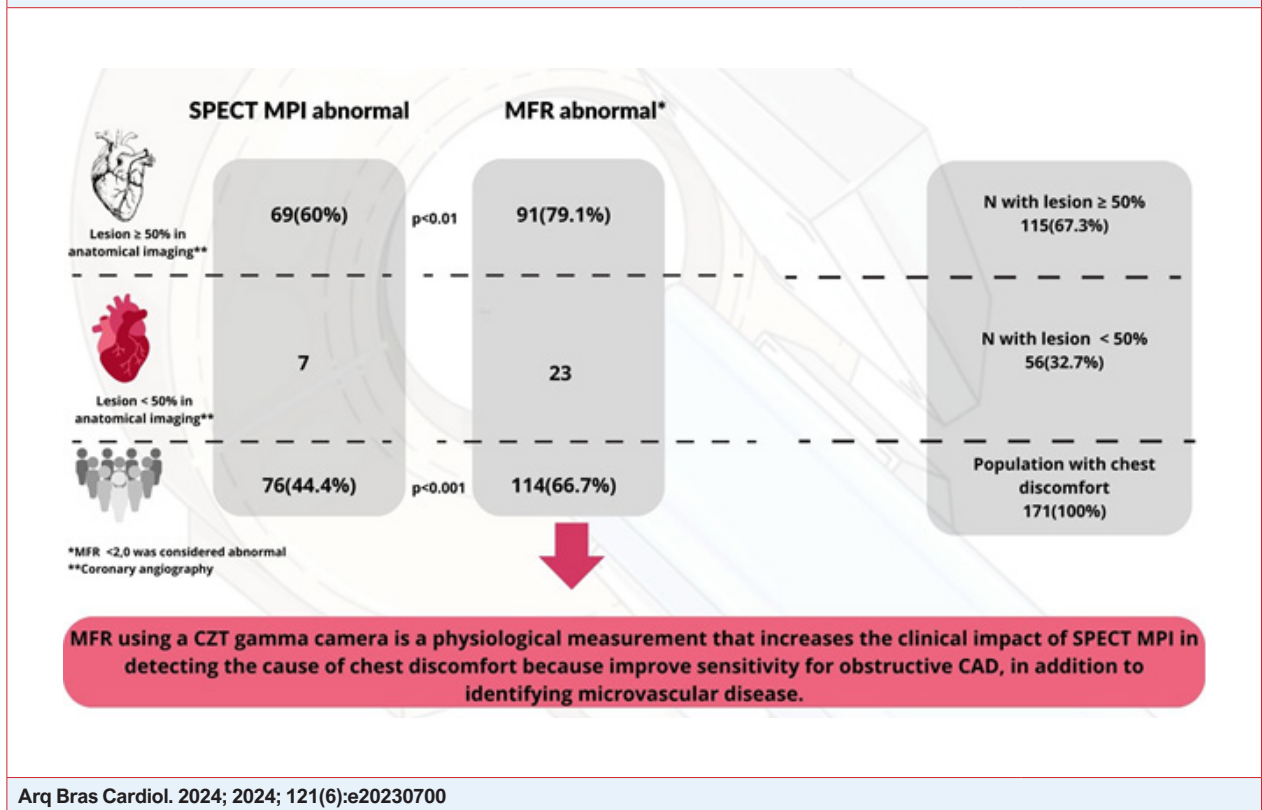 SPECT MPI abnormal
MFR abnormal*
Lesion ≥ 50% in
anatomical imaging**
69(60%)
p<0.01
91(79.1%)
N with lesion ≥ 50%
115(67.3%)
Lesion < 50% in
anatomical imaging**
7
23
N with lesion < 50%
56(32.7%)
76(44.4%)
p<0.001
114(66.7%)
Population with chest
discomfort
171(100%)
*MFR <2,0 was considered abnormal
**Coronary angiography
MFR using a CZT gamma camera is a physiological measurement that increases the clinical impact of SPECT MPI in
detecting the cause of chest discomfort because improve sensitivity for obstructive CAD, in addition to
identifying microvascular disease.
Arq Bras Cardiol. 2024; 2024; 121(6):e20230700